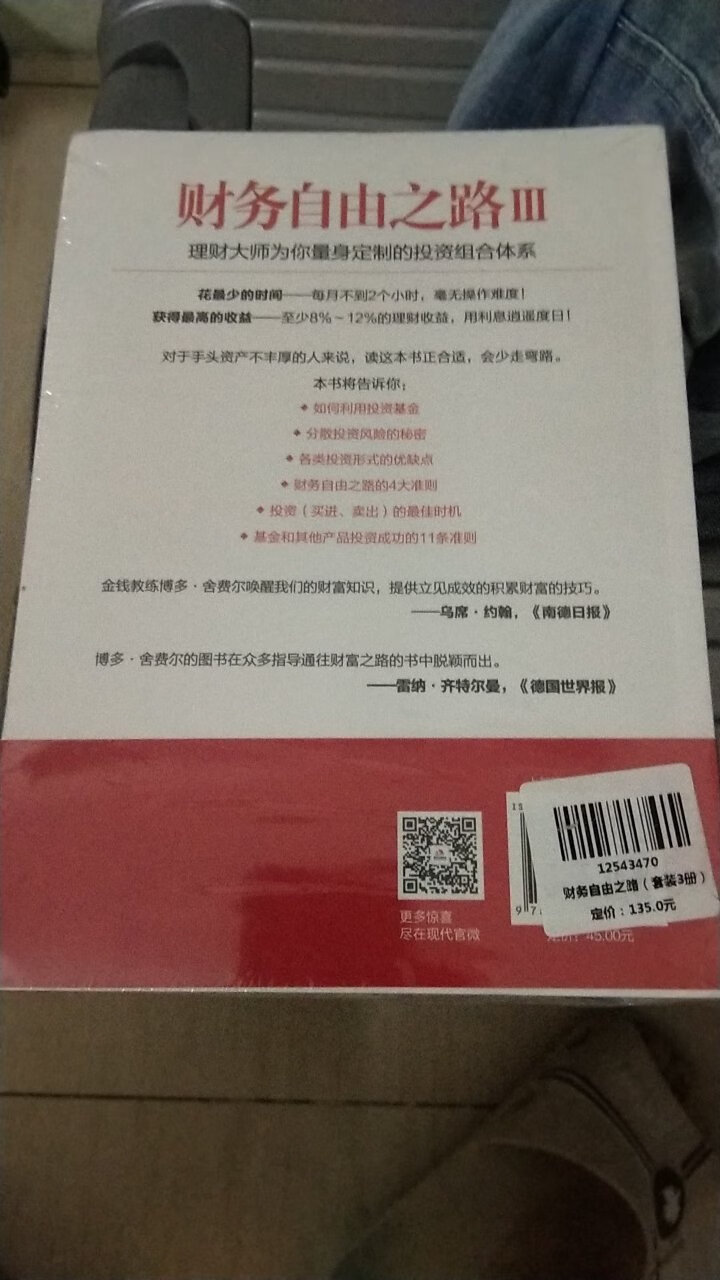 财务自由之路III
理财大师为你量身定制的投资组合体系
花最少的时间——每月不到2个小时，毫无操作难度！
获得最高的收益——至少8%～12%的理财收益，用利息逍遥度日！
对于手头资产不丰厚的人来说，读这本书正合适，会少走弯路。
本书将告诉你：
◆ 如何利用投资基金
◆ 分散投资风险的秘密
◆ 各类投资形式的优缺点
◆ 财务自由之路的4大准则
◆ 投资（买进、卖出）的最佳时机
◆ 基金和其他产品投资成功的11条准则
金钱教练博多·舍费尔唤醒我们的财富知识，提供立见成效的积累财富的技巧。
——乌席·约翰，《南德日报》
博多·舍费尔的图书在众多指导通往财富之路的书中脱颖而出。
——雷纳·齐特尔曼，《德国世界报》
更多惊喜
尽在现代官微
12543470
财务自由之路（套装3册）
定价：135.0元
定价：45.00元